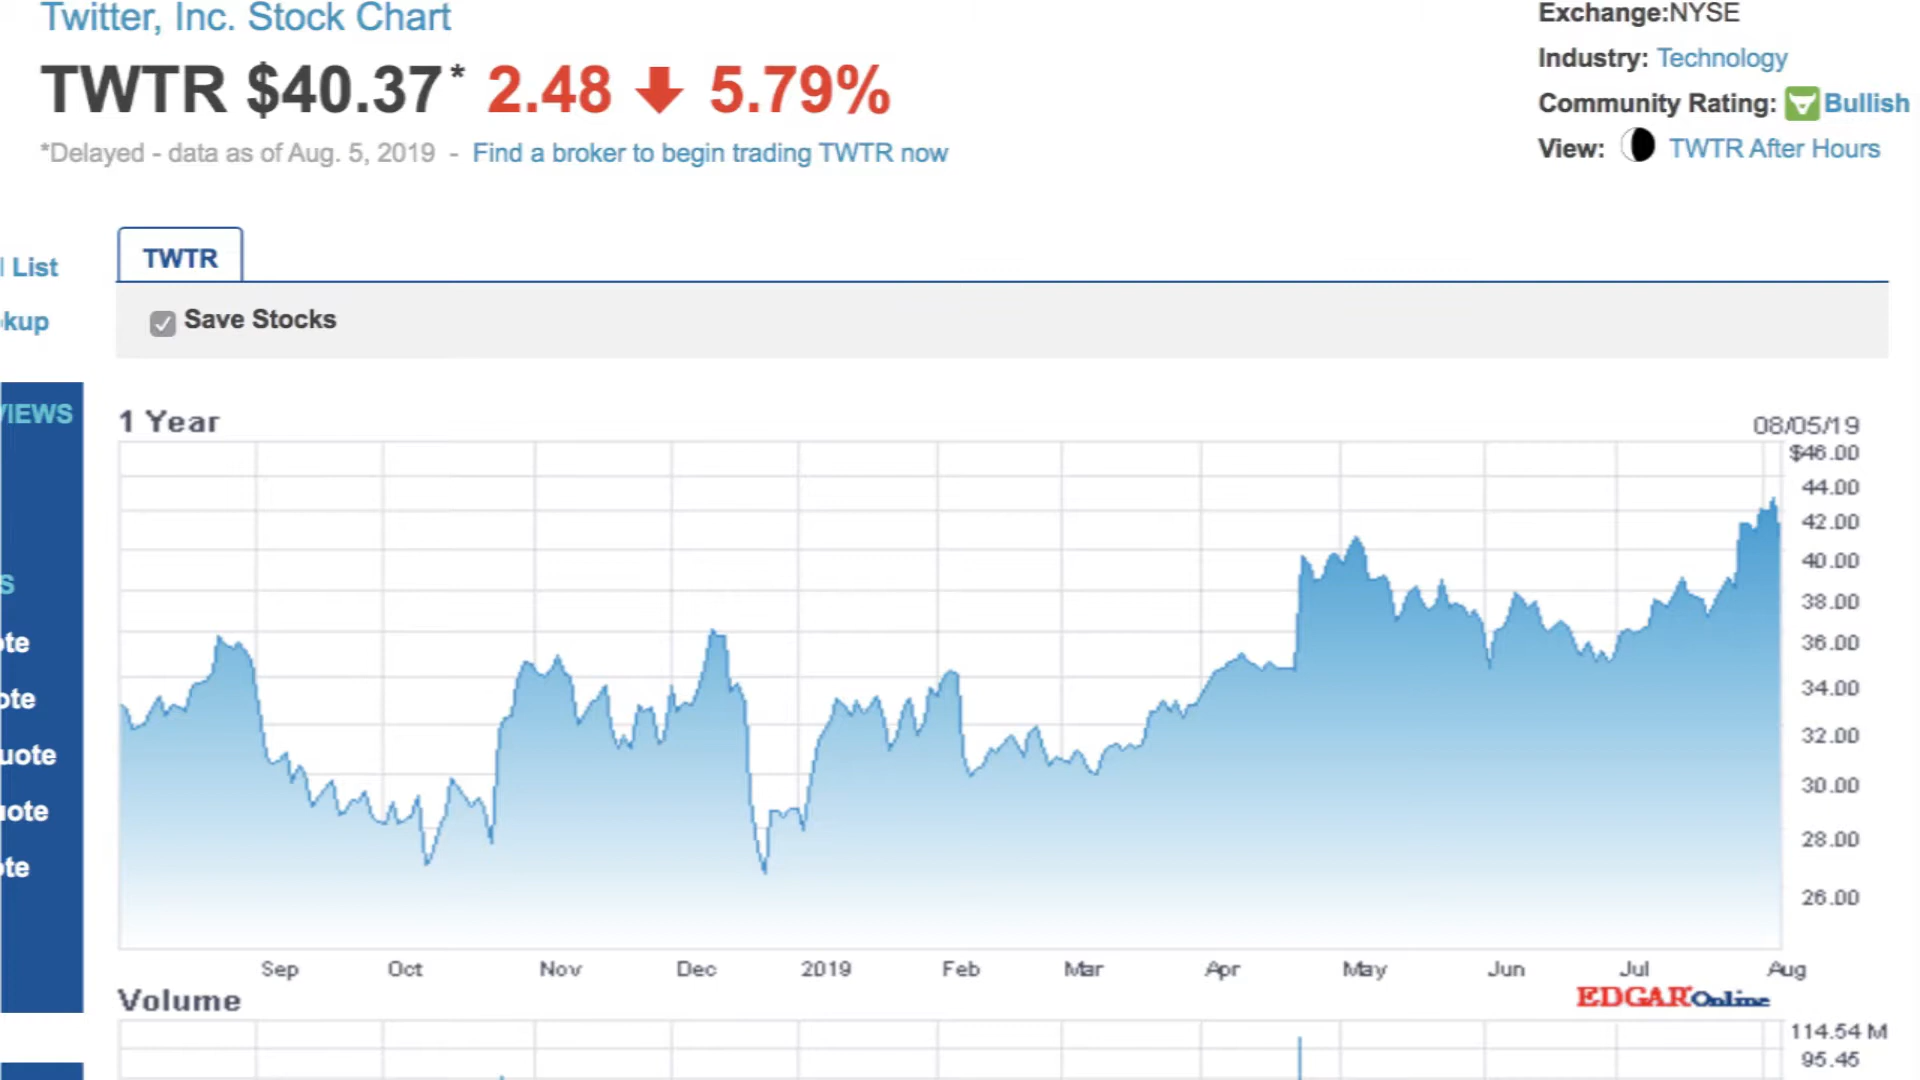 Twitter, Inc. Stock Chart
TWTR $40.37* 2.48 5.79%
*Delayed - data as of Aug. 5, 2019 - Find a broker to begin trading TWTR now
Exchange:NYSE
Industry: Technology
Community Rating: Bullish
View: TWTR After Hours
List
kup
VIEWS
S
te
ote
uote
uote
ote
TWTR
Save Stocks
1 Year
08/05/19
$46.00
44.00
42.00
40.00
38.00
36.00
34.00
32.00
30.00
28.00
26.00
Sep Oct Nov Dec 2019 Feb Mar Apr May Jun Jul Aug
EDGAR Online
Volume
114.54 M
95.45